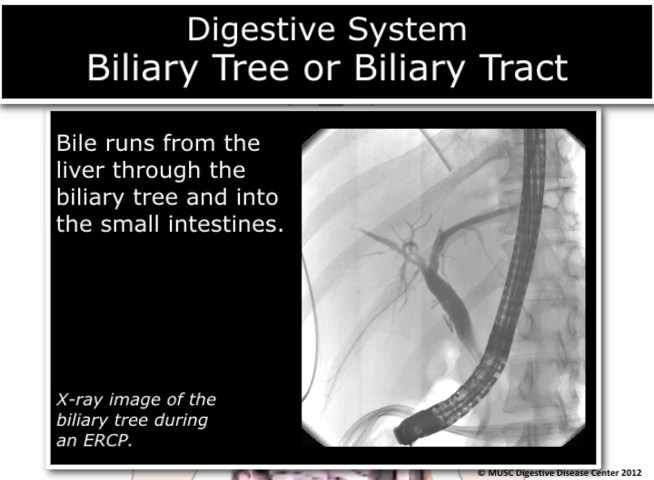 Digestive System
Biliary Tree or Biliary Tract
Bile runs from the
liver through the
biliary tree and into
the small intestines.
X-ray image of the
biliary tree during
an ERCP.
© MUSC Digestive Disease Center 2012